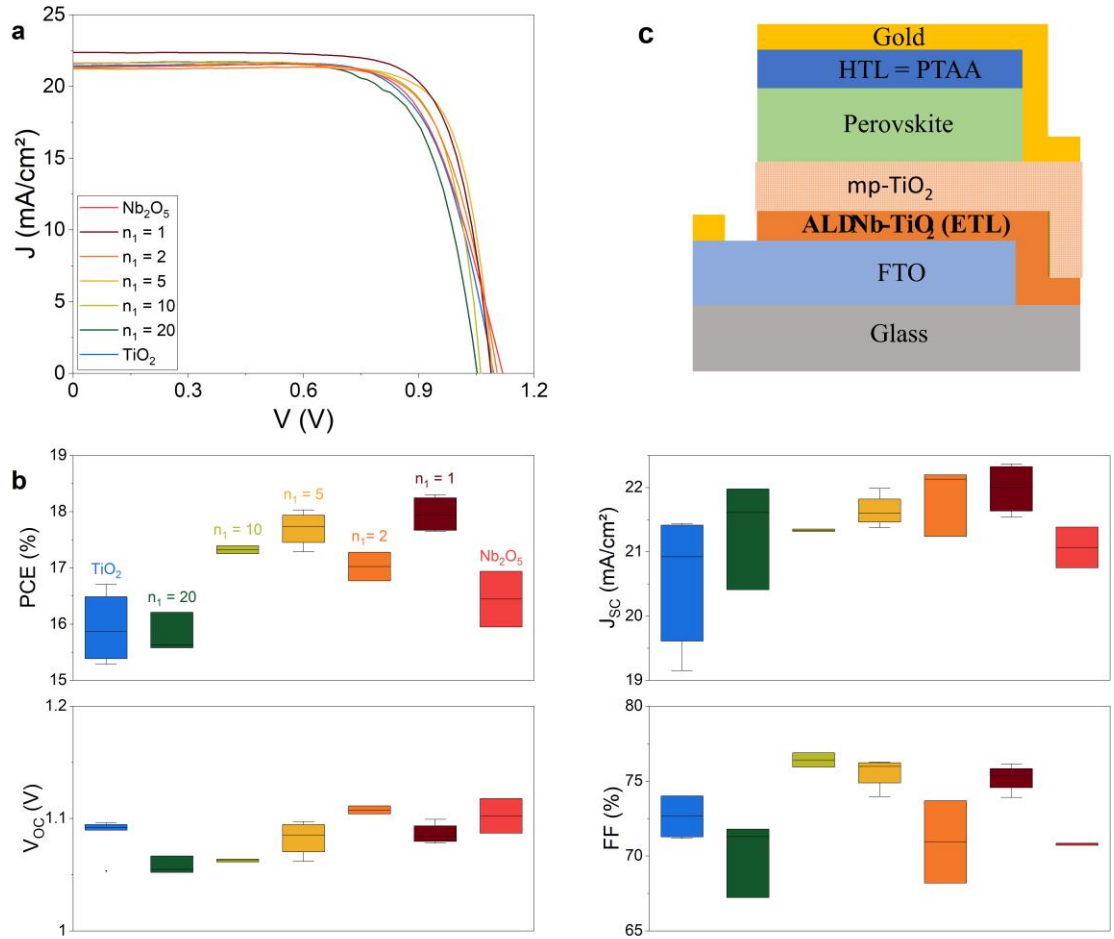 a
J (mA/cm²)
25
20
15
10
5
0
Nb₂O₅
n₁ = 1
n₁ = 2
n₁ = 5
n₁ = 10
n₁ = 20
TiO₂
0
0.3
0.6
0.9
1.2
V (V)
c
Gold
HTL = PTAA
Perovskite
mp-TiO₂
ALDNb-TiO₂ (ETL)
FTO
Glass
b
PCE (%)
19
18
17
16
15
TiO₂
n₁ = 20
n₁ = 10
n₁ = 5
n₁= 2
n₁ = 1
Nb₂O₅
J_SC (mA/cm²)
22
21
20
19
V_OC (V)
1.2
1.1
1
FF (%)
80
75
70
65